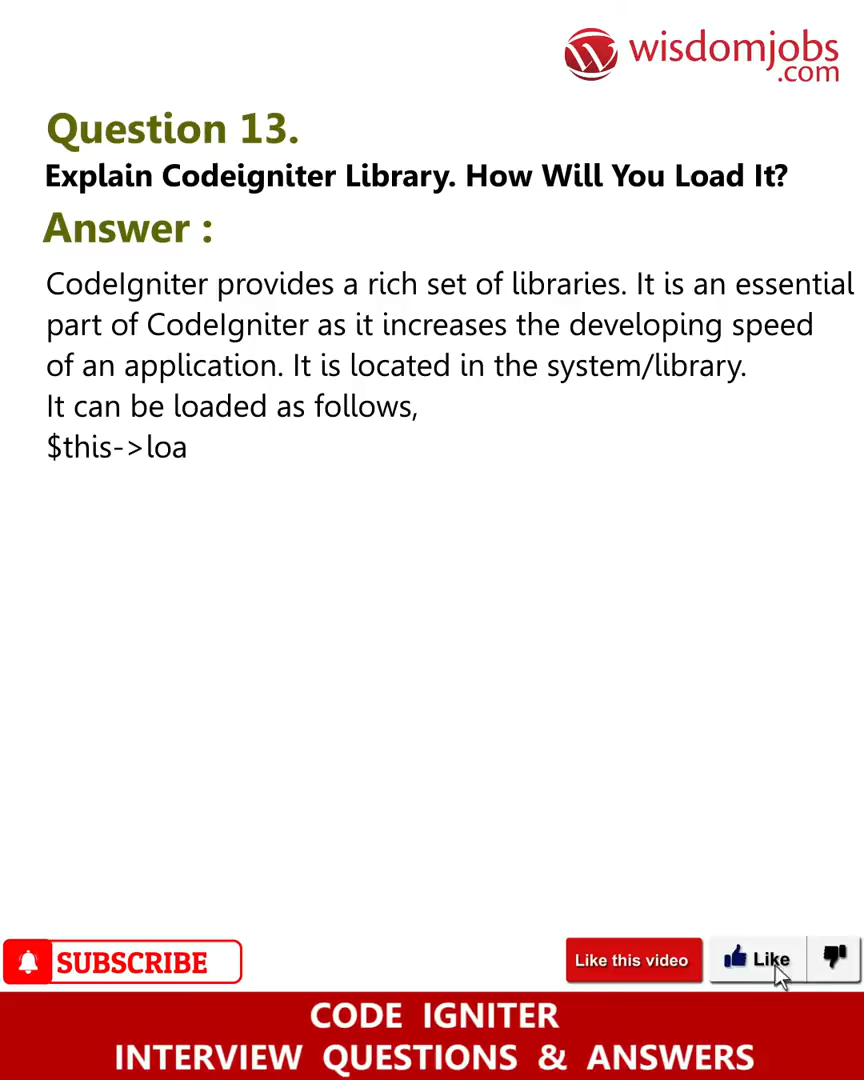 wisdomjobs
.com
Question 13.
Explain Codeigniter Library. How Will You Load It?
Answer :
CodeIgniter provides a rich set of libraries. It is an essential
part of CodeIgniter as it increases the developing speed
of an application. It is located in the system/library.
It can be loaded as follows,
$this->loa
SUBSCRIBE
Like this video
Like
CODE IGNITER
INTERVIEW QUESTIONS & ANSWERS